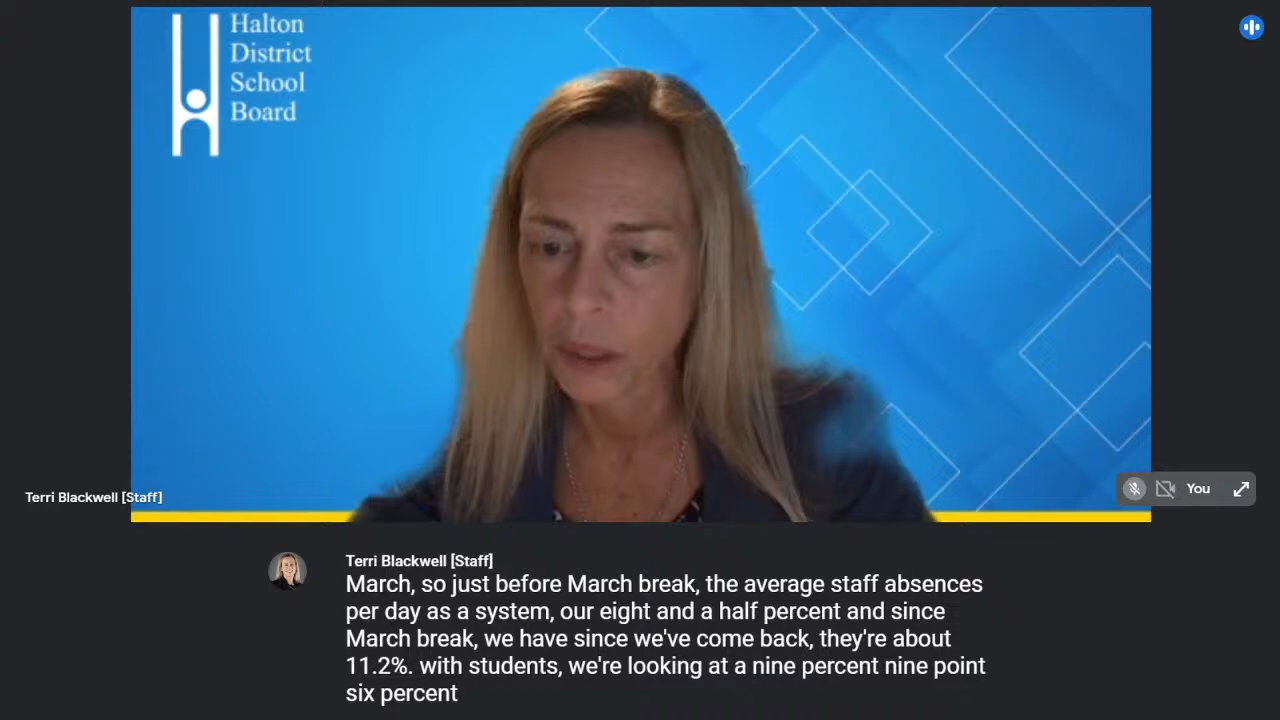 Halton
District
School
Board
Terri Blackwell [Staff]
You
Terri Blackwell [Staff]
March, so just before March break, the average staff absences
per day as a system, our eight and a half percent and since
March break, we have since we've come back, they're about
11.2%. with students, we're looking at a nine percent nine point
six percent